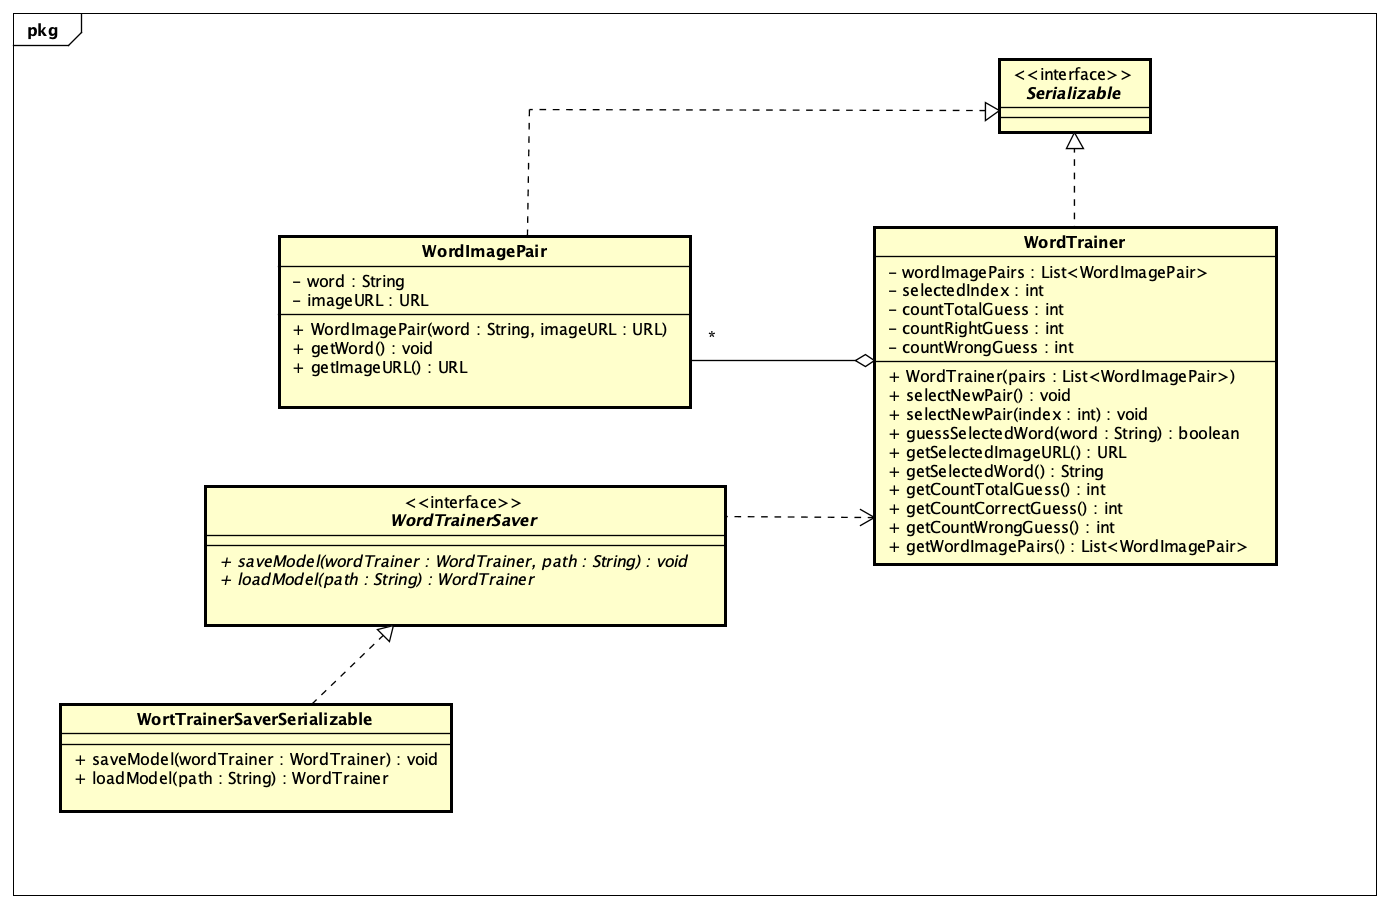 pkg
<<interface>>
Serializable
WordImagePair
- word : String
- imageURL : URL
+ WordImagePair(word : String, imageURL : URL)
+ getWord() : void
+ getImageURL() : URL
*
WordTrainer
- wordImagePairs : List<WordImagePair>
- selectedIndex : int
- countTotalGuess : int
- countRightGuess : int
- countWrongGuess : int
+ WordTrainer(pairs : List<WordImagePair>)
+ selectNewPair() : void
+ selectNewPair(index : int) : void
+ guessSelectedWord(word : String) : boolean
+ getSelectedImageURL() : URL
+ getSelectedWord() : String
+ getCountTotalGuess() : int
+ getCountCorrectGuess() : int
+ getCountWrongGuess() : int
+ getWordImagePairs() : List<WordImagePair>
<<interface>>
WordTrainerSaver
+ saveModel(wordTrainer : WordTrainer, path : String) : void
+ loadModel(path : String) : WordTrainer
WortTrainerSaverSerializable
+ saveModel(wordTrainer : WordTrainer) : void
+ loadModel(path : String) : WordTrainer